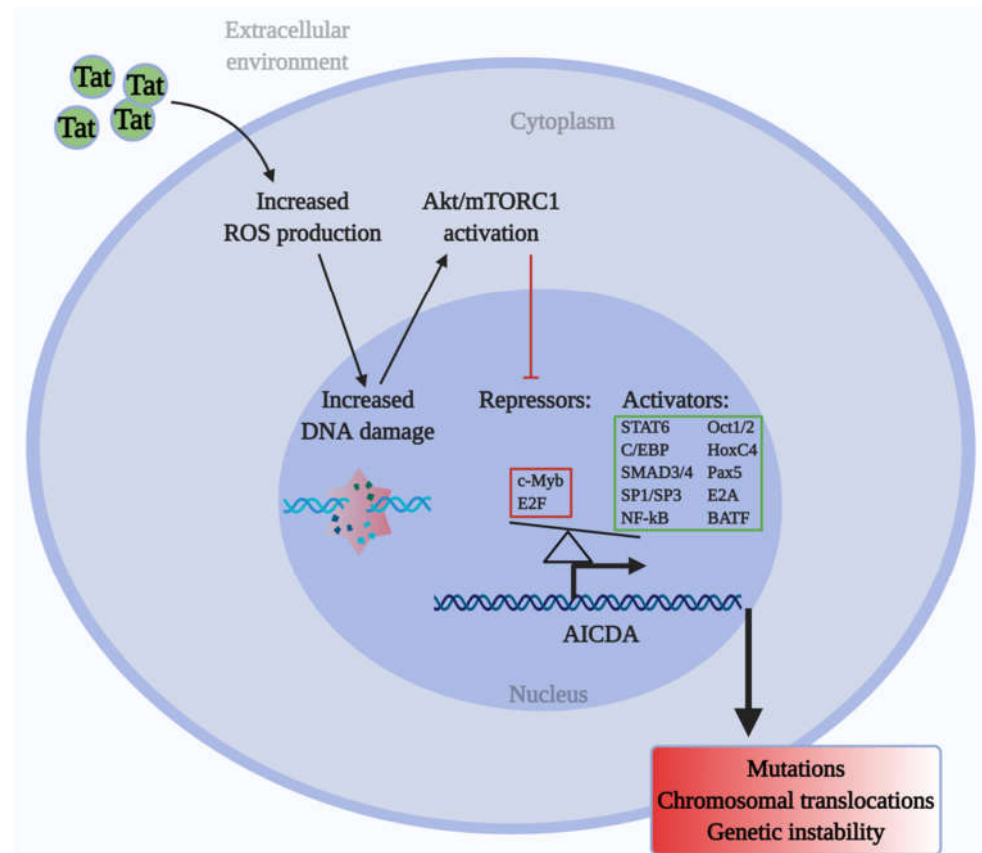 Extracellular
environment
Tat
Tat
Tat
Tat
Cytoplasm
Increased
ROS production
Akt/mTORC1
activation
Increased
DNA damage
Repressors:
c-Myb
E2F
Activators:
STAT6 Oct1/2
C/EBP HoxC4
SMAD3/4 Pax5
SP1/SP3 E2A
NF-kB BATF
AICDA
Nucleus
Mutations
Chromosomal translocations
Genetic instability